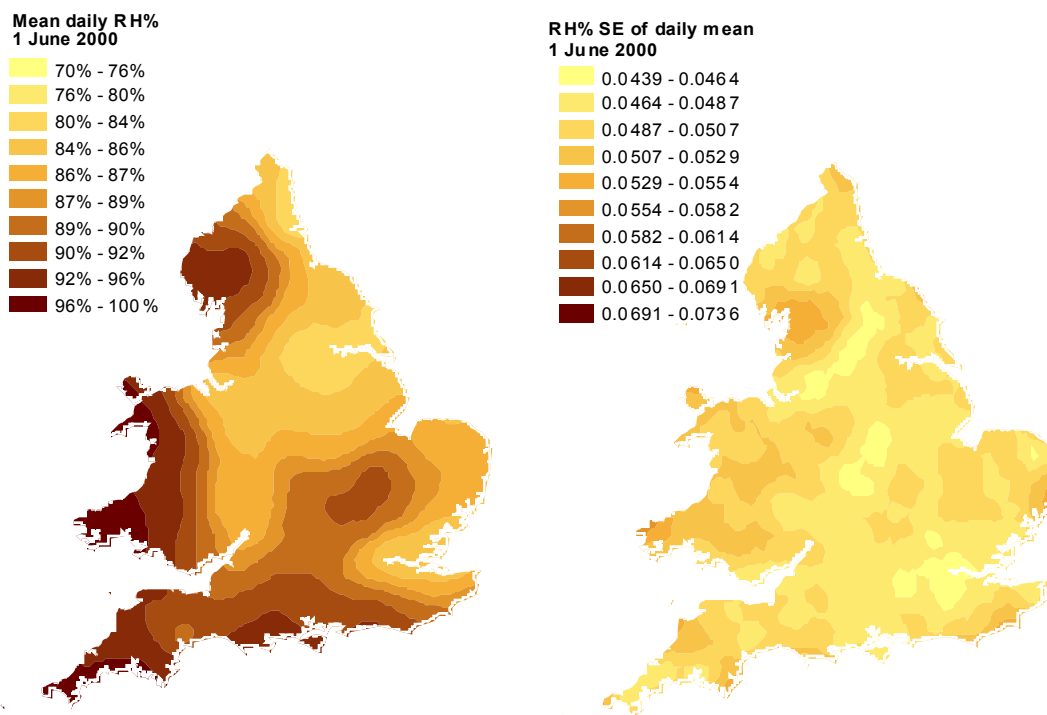 Mean daily RH%
1 June 2000
70% - 76%
76% - 80%
80% - 84%
84% - 86%
86% - 87%
87% - 89%
89% - 90%
90% - 92%
92% - 96%
96% - 100%
RH% SE of daily mean
1 June 2000
0.0439 - 0.0464
0.0464 - 0.0487
0.0487 - 0.0507
0.0507 - 0.0529
0.0529 - 0.0554
0.0554 - 0.0582
0.0582 - 0.0614
0.0614 - 0.0650
0.0650 - 0.0691
0.0691 - 0.0736